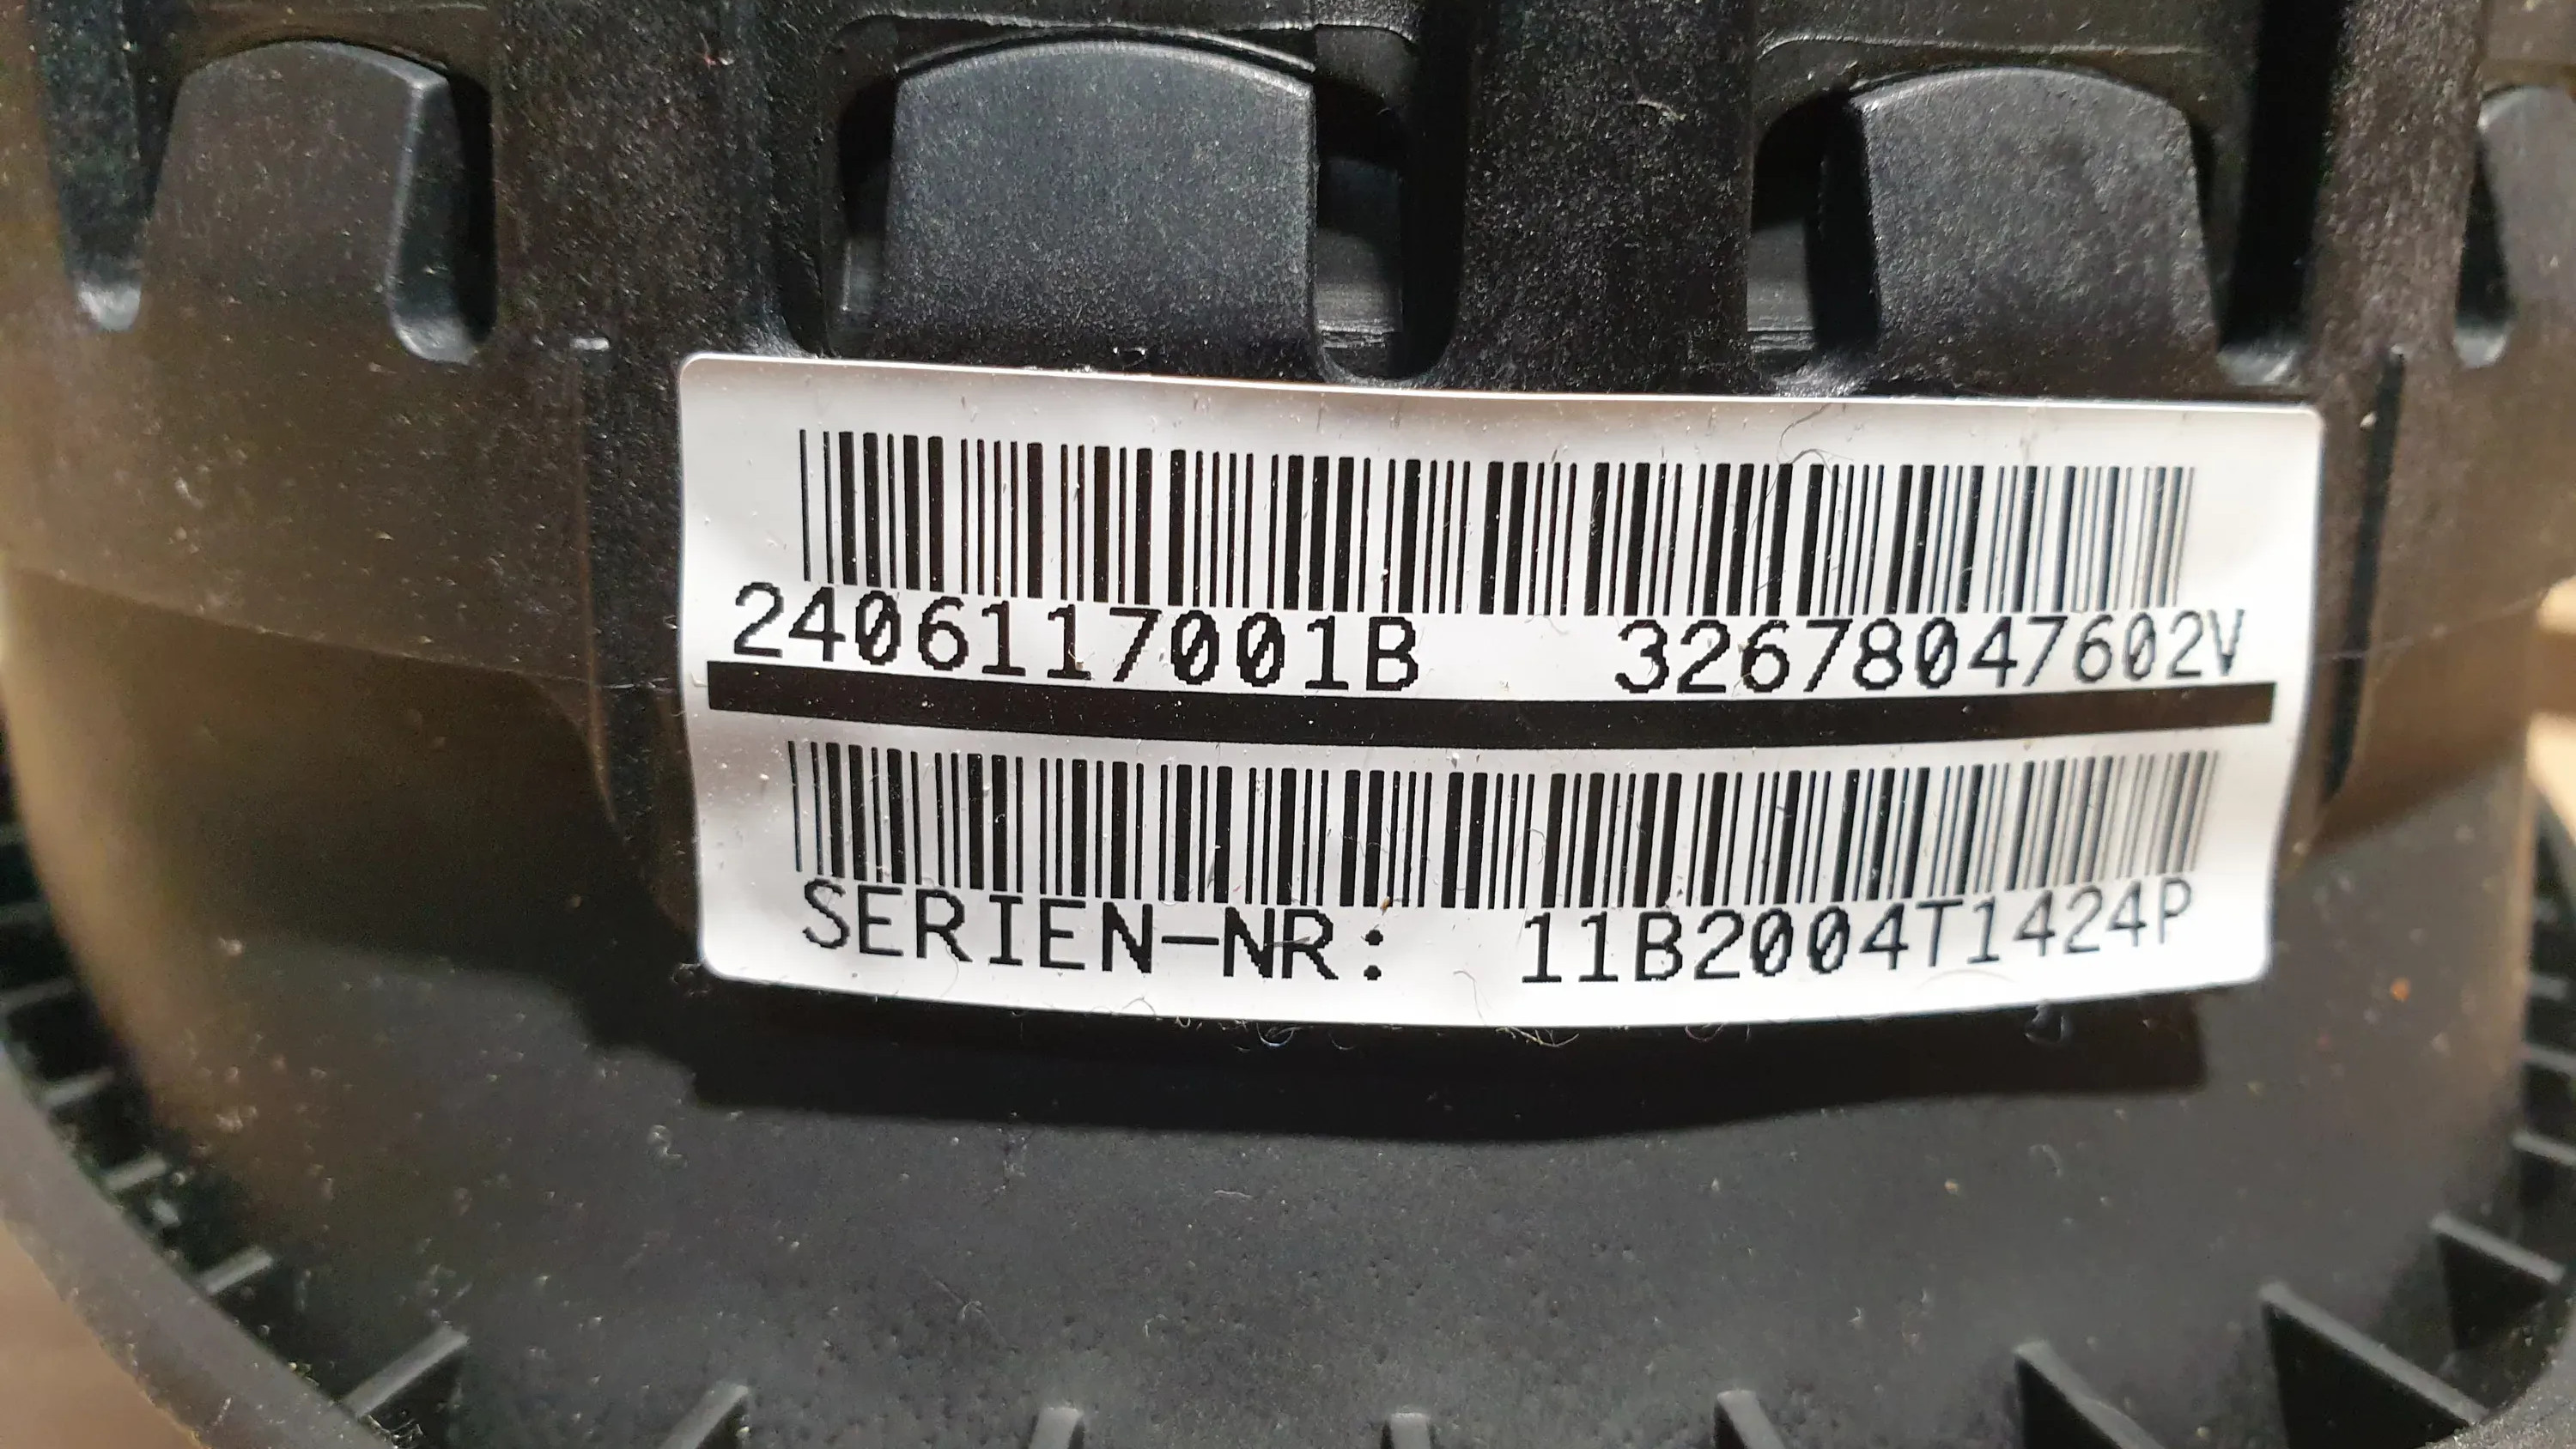 2406117001B 32678047602V
SERIEN-NR: 11B2004T1424P